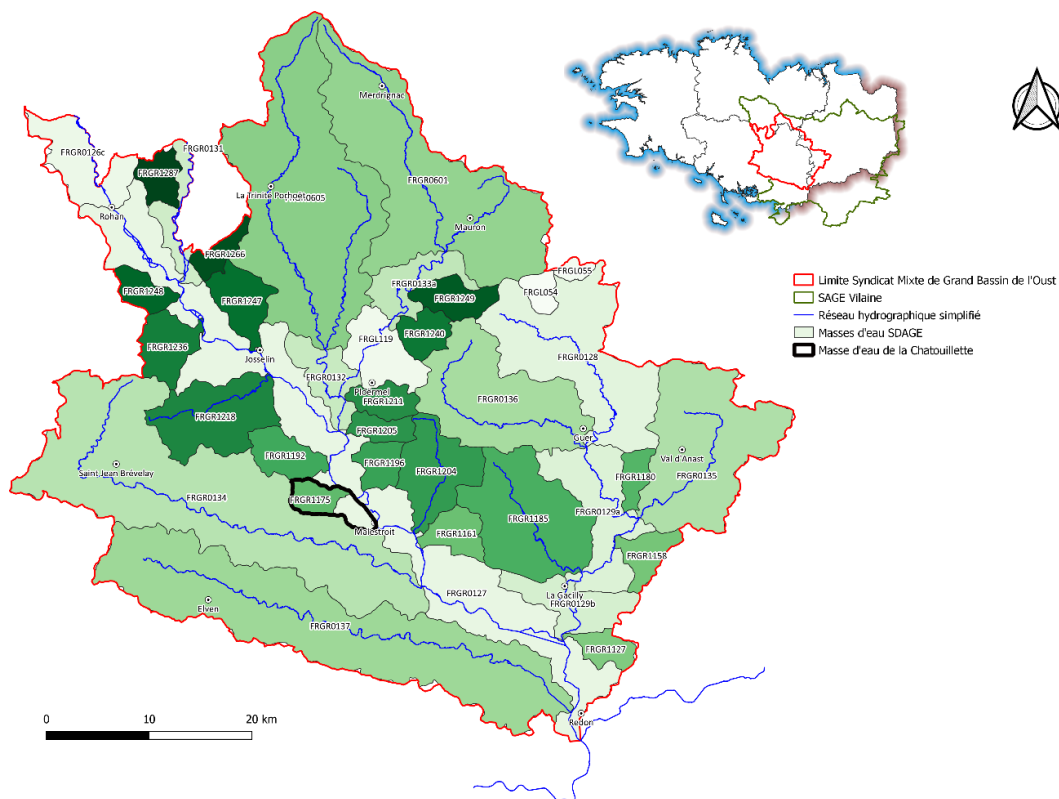 Merdrignac
FRGR0126c
FRGR0131
FRGR1287
FRGR0601
La Trinité Porhoët
FRGR0605
Rohan
Mauron
FRGR1266
FRGL055
FRGR0133a
FRGL054
FRGR1248
FRGR1247
FRGR1249
Limite Syndicat Mixte de Grand Bassin de l'Oust
SAGE Vilaine
Réseau hydrographique simplifié
Masses d'eau SDAGE
Masse d'eau de la Chatouillette
FRGR1240
FRGL119
FRGR1236
Josselin
FRGR0128
FRGR0132
Ploërmel
FRGR0136
FRGR1211
FRGR1218
FRGR1205
Guer
FRGR1192
Val d'Anast
FRGR1196
Saint Jean Brévelay
FRGR1204
FRGR1180
FRGR0135
FRGR0134
FRGR1175
FRGR0129a
FRGR1185
Malestroit
FRGR1161
FRGR1158
FRGR0127
La Gacilly
Elven
FRGR0129b
FRGR0137
FRGR1127
Redon
0 10 20 km